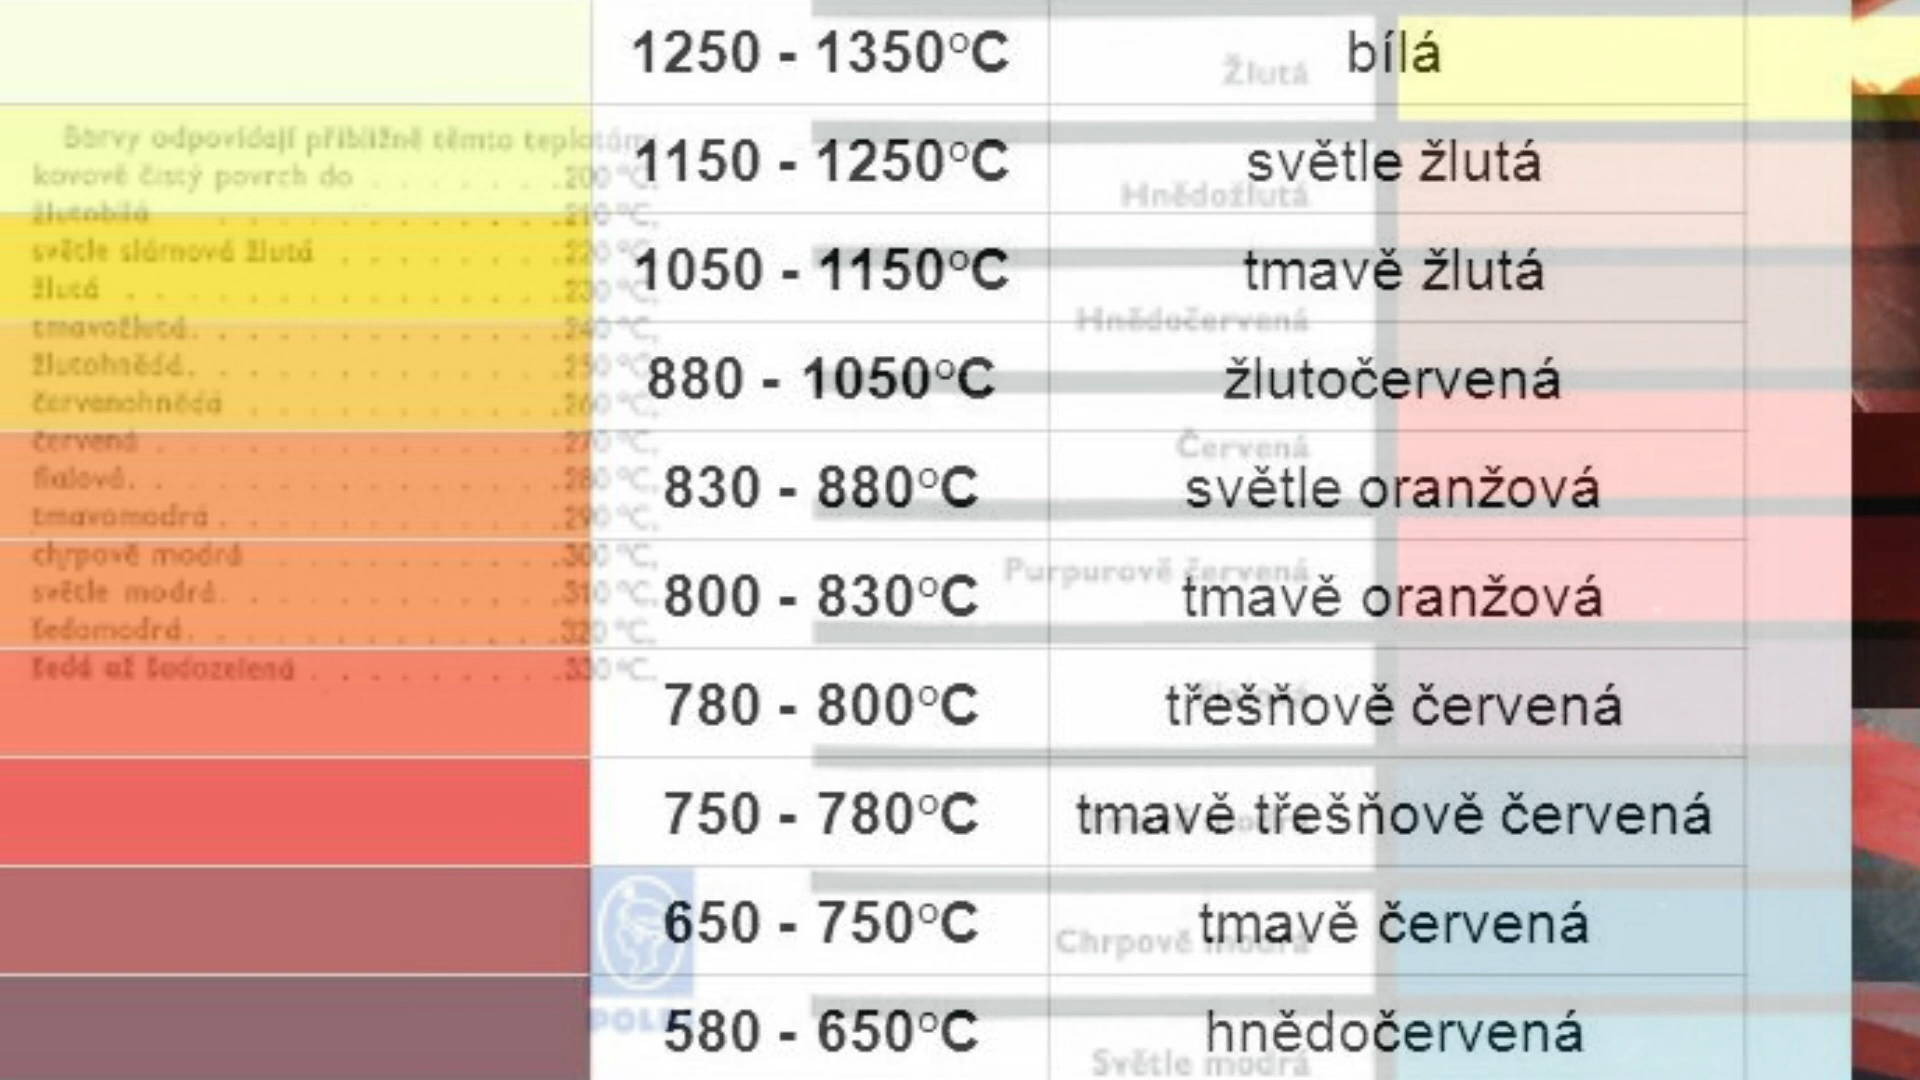 1250 - 1350°C bílá
1150 - 1250°C světle žlutá
1050 - 1150°C tmavě žlutá
880 - 1050°C žlutočervená
830 - 880°C světle oranžová
800 - 830°C tmavě oranžová
780 - 800°C třešňově červená
750 - 780°C tmavě třešňově červená
650 - 750°C tmavě červená
580 - 650°C hnědočervená
Barvy odpovídají přibližně těmto teplotám:
kovově čistý povrch do . . . . . . 200 °C,
žlutobílá . . . . . . . . . 210 °C,
světle slámově žlutá . . . . . . . 220 °C,
žlutá . . . . . . . . . . . 230 °C,
tmavožlutá . . . . . . . . . . 240 °C,
žlutohnědá . . . . . . . . . . 250 °C,
červenohnědá . . . . . . . . . 260 °C,
červená . . . . . . . . . . . 270 °C,
fialová . . . . . . . . . . . . 280 °C,
tmavomodrá . . . . . . . . . . 290 °C,
chrpově modrá . . . . . . . . . 300 °C,
světle modrá . . . . . . . . . . 310 °C,
šedomodrá . . . . . . . . . . . 320 °C,
šedá až šedozelená . . . . . . . . 330 °C.
Žlutá
Hnědožlutá
Hnědočervená
Červená
Purpurově červená
Chrpově modrá
Světle modrá